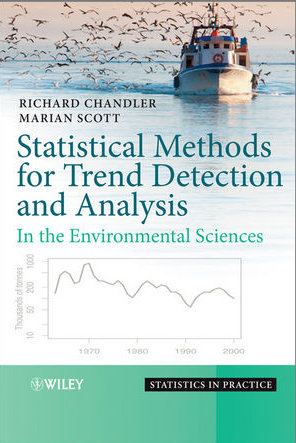 RICHARD CHANDLER
MARIAN SCOTT
Statistical Methods
for Trend Detection
and Analysis
In the Environmental Sciences
Thousands of tonnes
10 50 200 1000
1970 1980 1990 2000
WILEY
STATISTICS IN PRACTICE